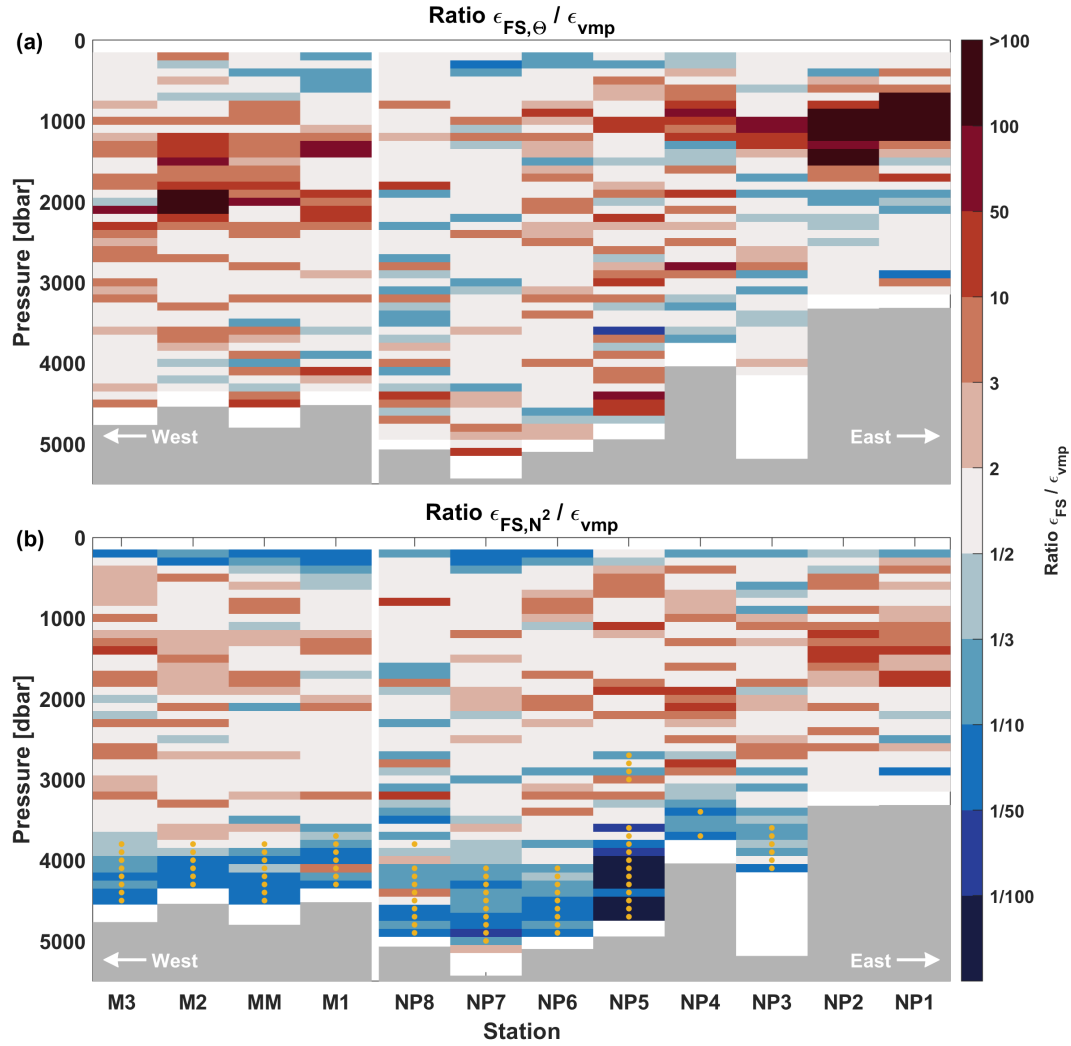 Ratio ϵFS,Θ / ϵvmp
(a)
0
1000
2000
3000
4000
5000
Pressure [dbar]
West
East
Ratio ϵFS,N2 / ϵvmp
(b)
0
1000
2000
3000
4000
5000
Pressure [dbar]
West
East
M3 M2 MM M1 NP8 NP7 NP6 NP5 NP4 NP3 NP2 NP1
Station
>100
100
50
10
3
2
1/2
1/3
1/10
1/50
1/100
Ratio ϵFS / ϵvmp